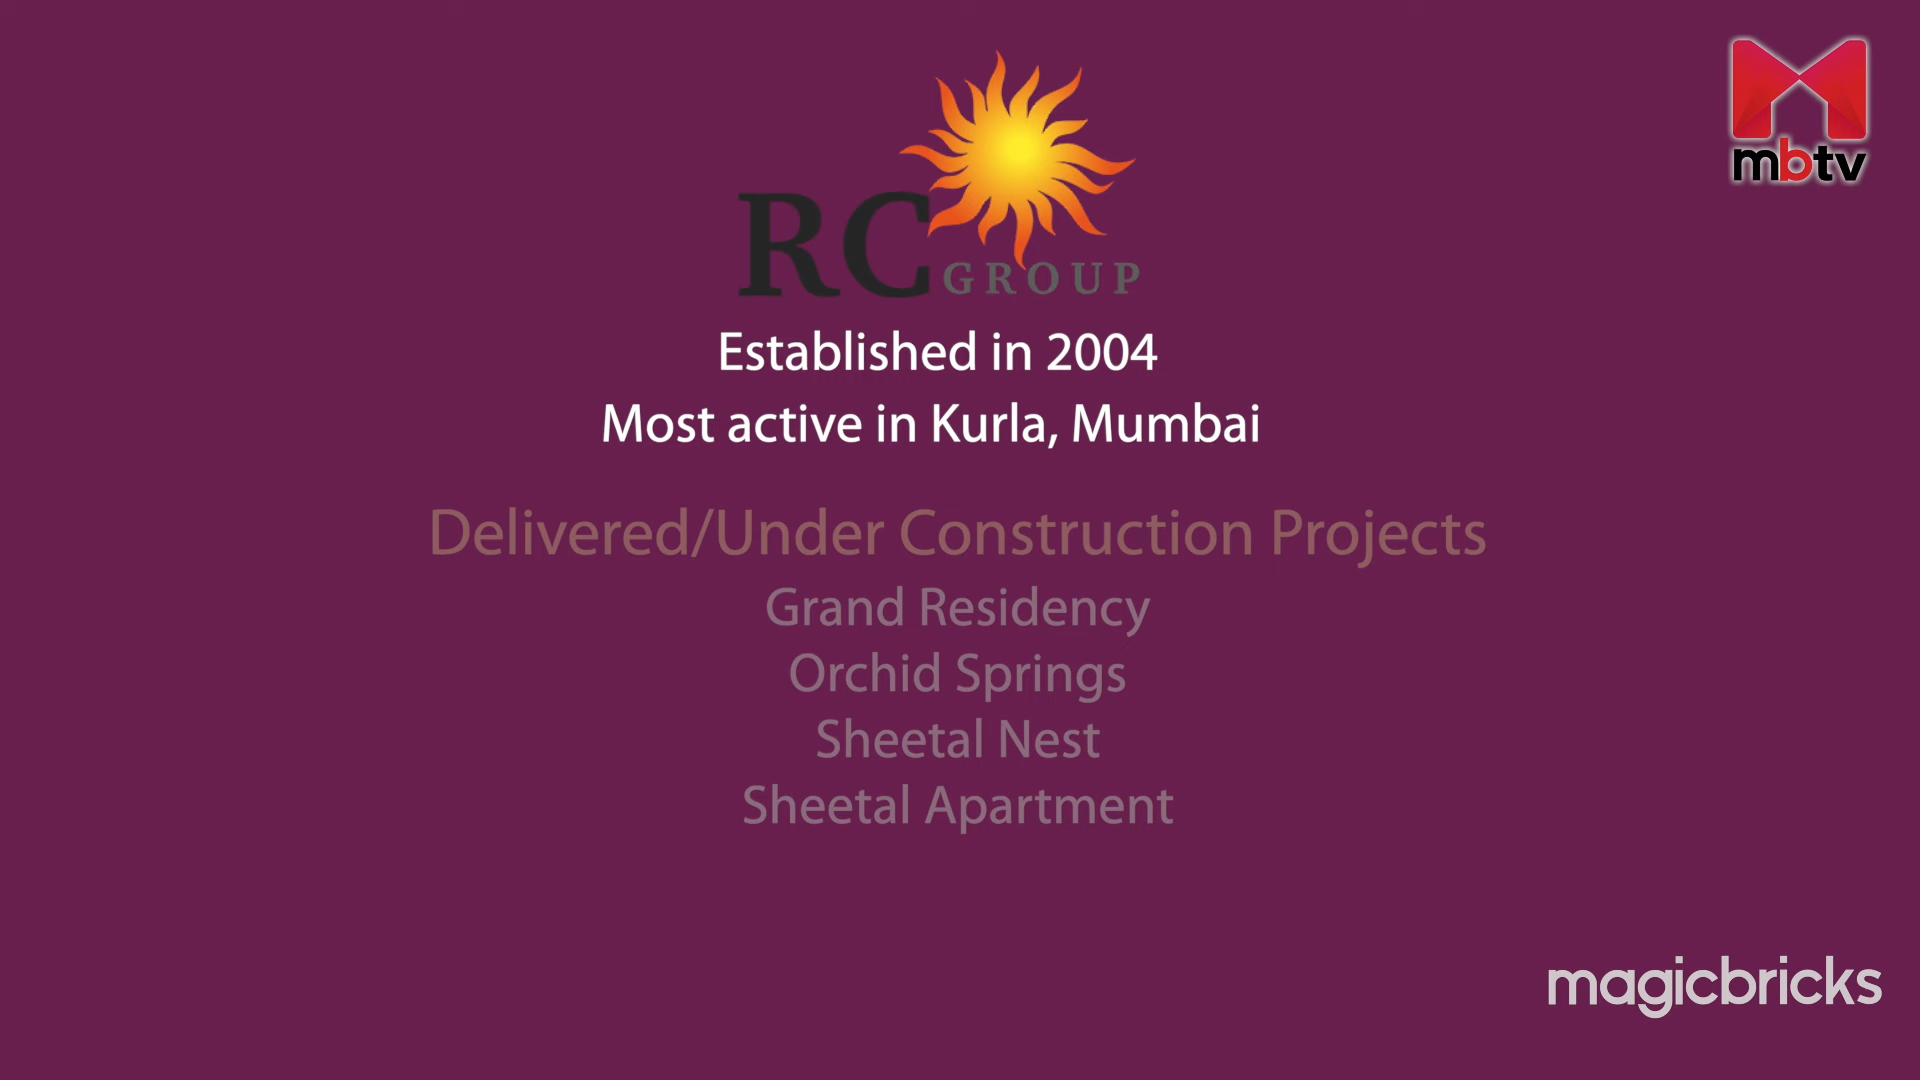 mbtv
RC GROUP
Established in 2004
Most active in Kurla, Mumbai
Delivered/Under Construction Projects
Grand Residency
Orchid Springs
Sheetal Nest
Sheetal Apartment
magicbricks